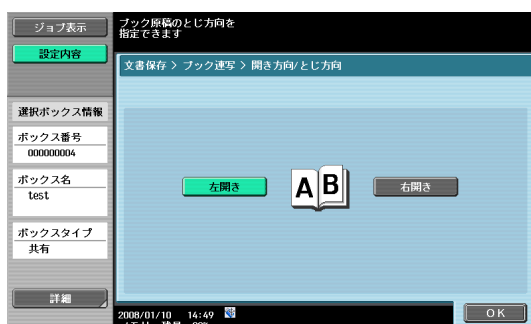 ジョブ表示
設定内容
ブック原稿のとじ方向を
指定できます
文書保存 > ブック連写 > 開き方向/とじ方向
選択ボックス情報
ボックス番号
000000004
ボックス名
test
ボックスタイプ
共有
詳細
左開き
A B
右開き
2008/01/10 14:49
OK